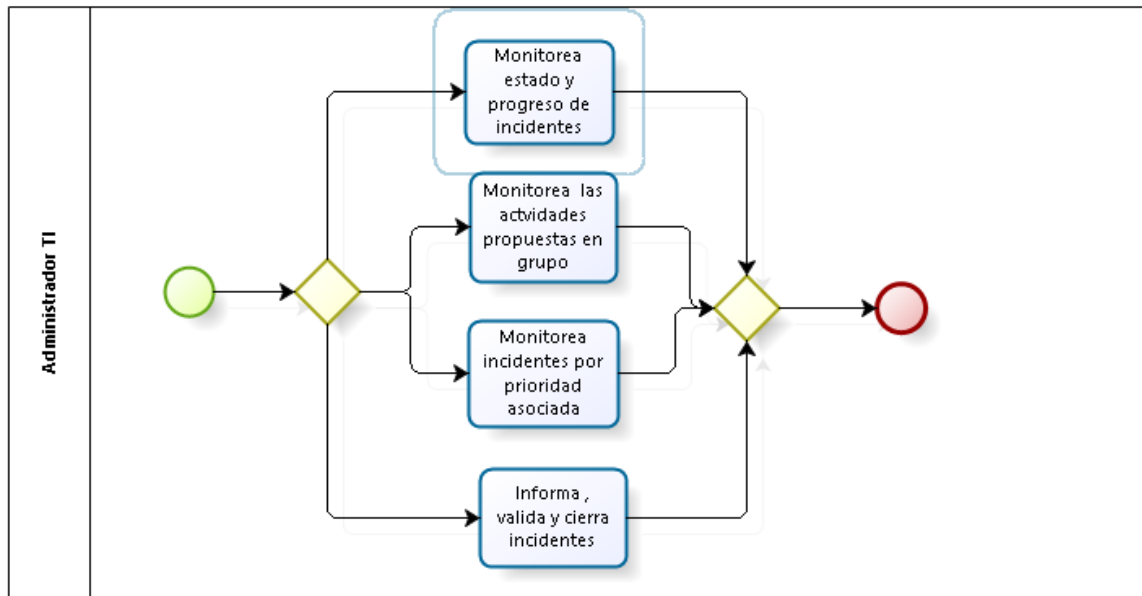 Administrador TI
Monitorea
estado y
progreso de
incidentes
Monitorea las
actvidades
propuestas en
grupo
Monitorea
incidentes por
prioridad
asociada
Informa ,
valida y cierra
incidentes